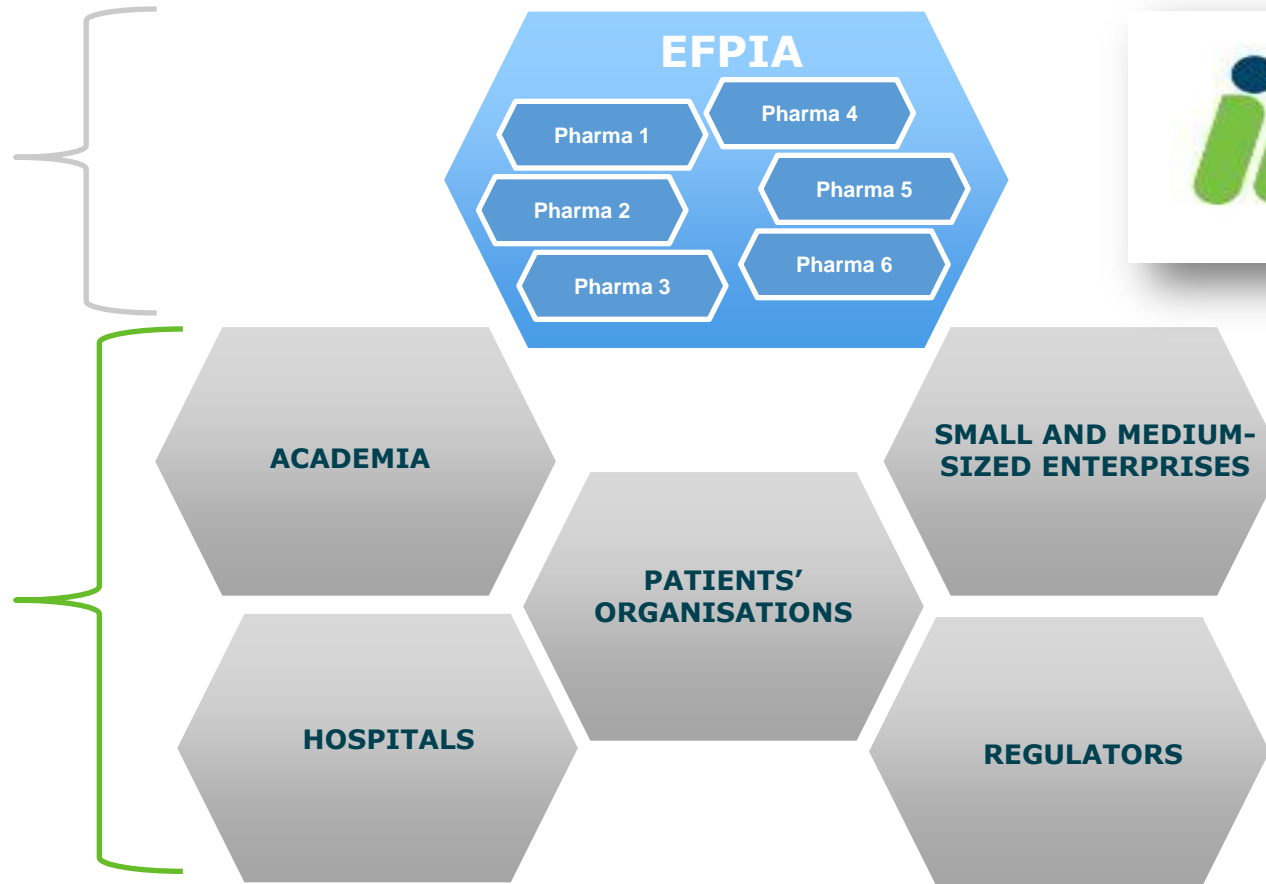 EFPIA
Pharma 1
Pharma 4
Pharma 2
Pharma 5
Pharma 3
Pharma 6
ACADEMIA
SMALL AND MEDIUM-
SIZED ENTERPRISES
PATIENTS’
ORGANISATIONS
HOSPITALS
REGULATORS